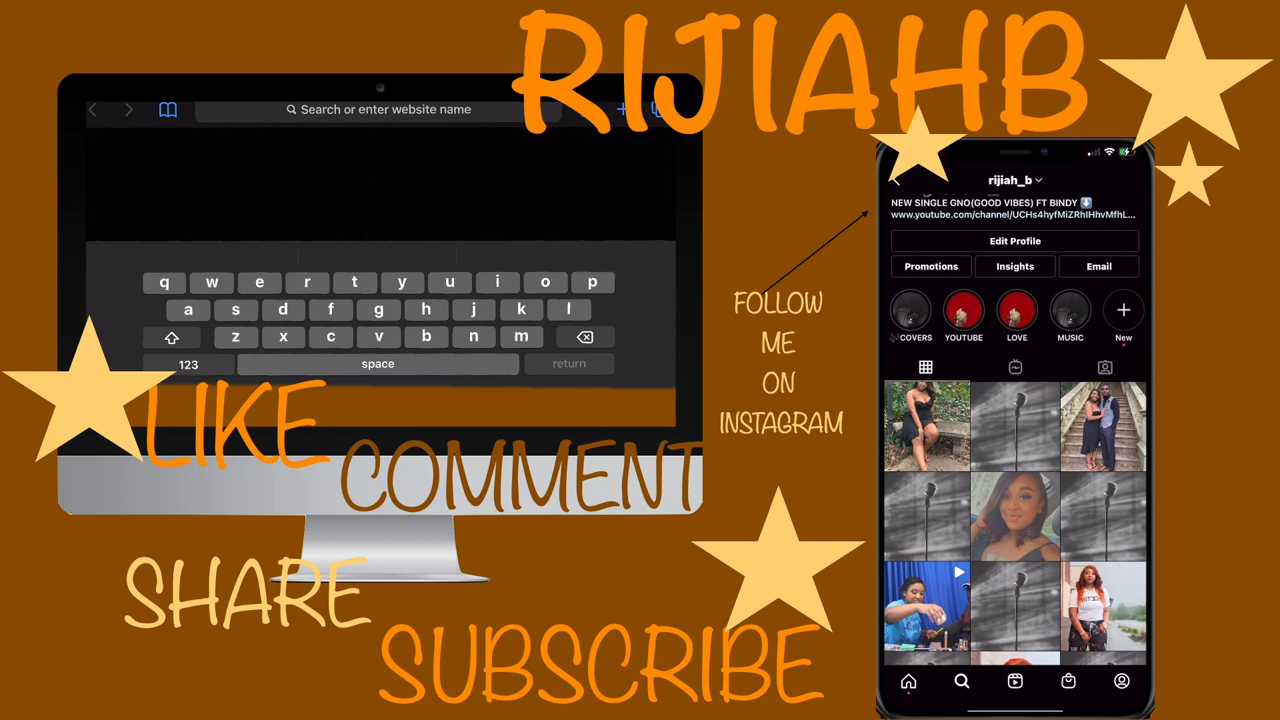 RIJIAHB
Search or enter website name
q w e r t y u i o p
a s d f g h j k l
z x c v b n m
123 space return
LIKE
COMMENT
SHARE
SUBSCRIBE
FOLLOW
ME
ON
INSTAGRAM
rijiah_b
NEW SINGLE GNO(GOOD VIBES) FT BINDY
www.youtube.com/channel/UCHs4hyfMiZRhIHhvMfhL...
Edit Profile
Promotions Insights Email
COVERS YOUTUBE LOVE MUSIC New